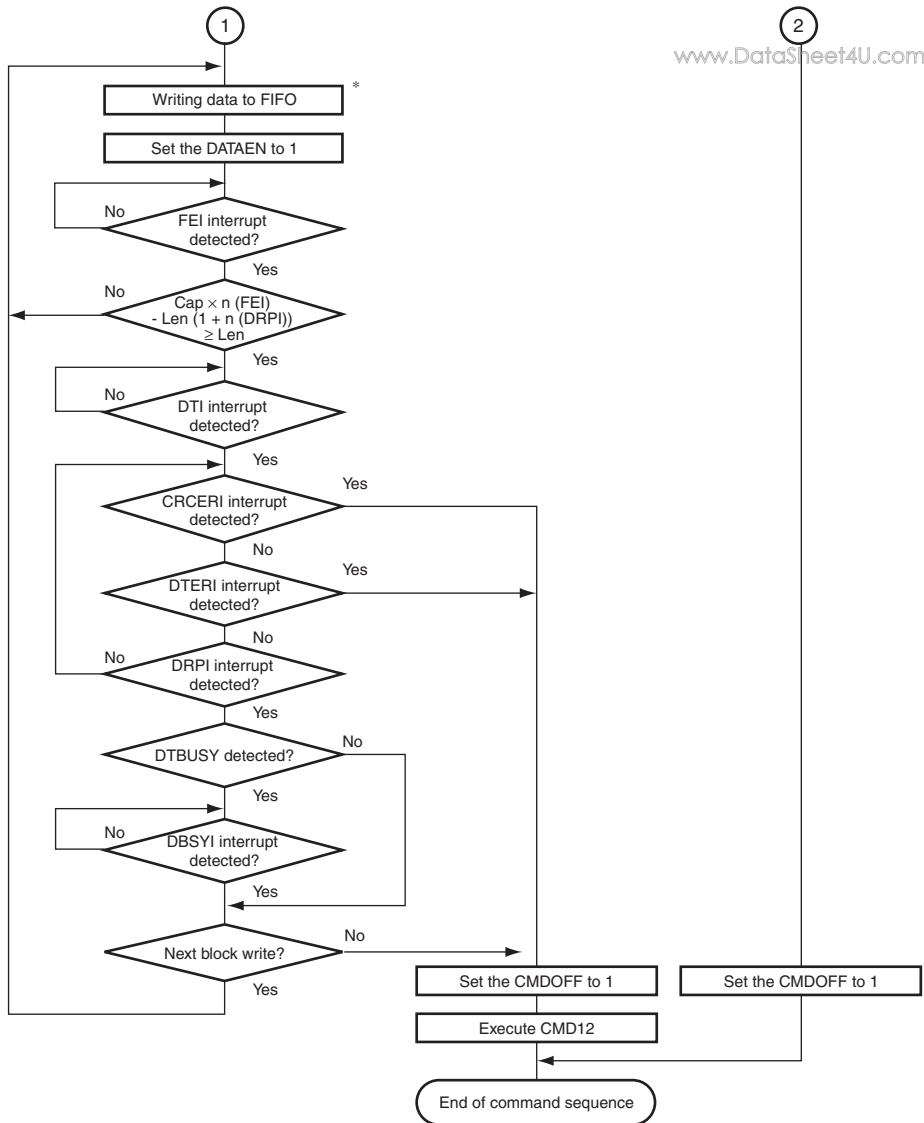 1
2
www.DataSheet4U.com
Writing data to FIFO
*
Set the DATAEN to 1
No
FEI interrupt
detected?
Yes
No
Cap × n (FEI)
- Len (1 + n (DRPI))
≥ Len
Yes
No
DTI interrupt
detected?
Yes
CRCERI interrupt
detected?
Yes
No
DTERI interrupt
detected?
Yes
No
No
DRPI interrupt
detected?
Yes
DTBUSY detected?
No
Yes
No
DBSYI interrupt
detected?
Yes
Next block write?
No
Yes
Set the CMDOFF to 1
Set the CMDOFF to 1
Execute CMD12
End of command sequence